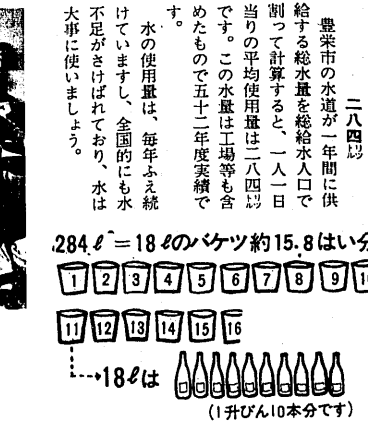 二八四㍑
豊栄市の水道が一年間に供
給する総水量を総給水人口で
割って計算すると、一人一日
当りの平均使用量は二八四㍑
です。この水量は工場等も含
めたもので五十二年度実績で
す。
水の使用量は、毎年ふえ続
けていますし、全国的にも水
不足がさけばれており、水は
大事に使いましょう。
284ℓ=18ℓのバケツ約15.8はい分
1 2 3 4 5 6 7 8 9 10
11 12 13 14 15 16
18ℓは
(1升びん10本分です)